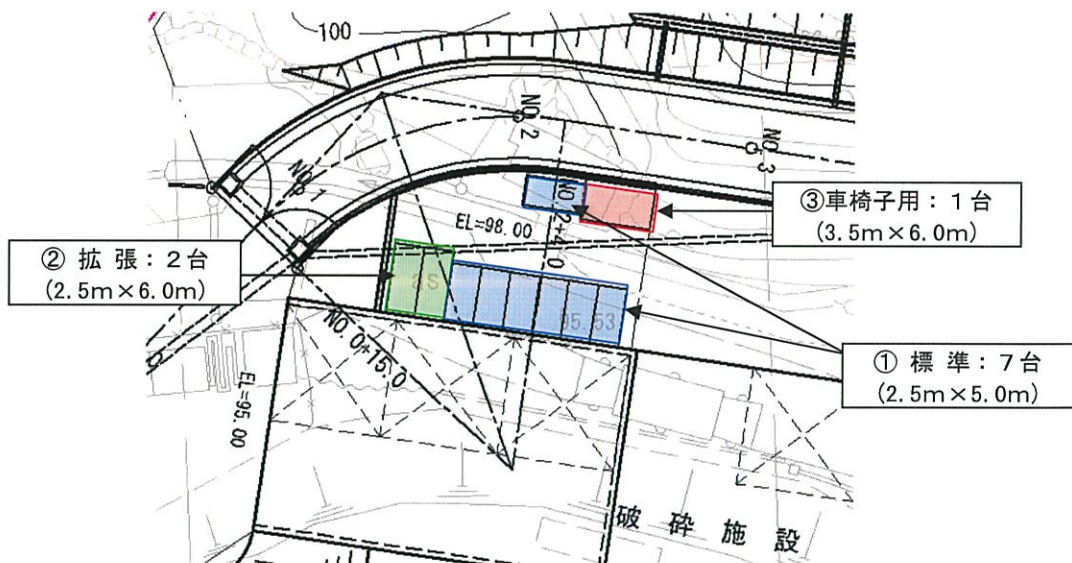 100
NO. 2
NO. 3
NO. 1
③車椅子用：1台
(3.5m×6.0m)
NO. 2+4.0
EL=98.00
② 拡 張：2台
(2.5m×6.0m)
as
95.53
NO. 0+15.0
① 標 準：7台
(2.5m×5.0m)
EL=95.00
破 砕 施 設